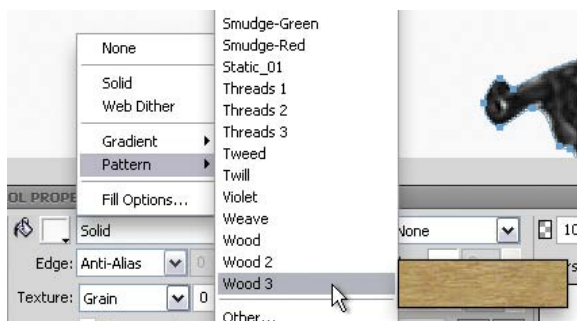 None
Solid
Web Dither
Gradient
Pattern
Fill Options...
Smudge-Green
Smudge-Red
Static_01
Threads 1
Threads 2
Threads 3
Tweed
Twill
Violet
Weave
Wood
Wood 2
Wood 3
Other...
OL PROPE
Solid
None
10
Edge: Anti-Alias 0
Texture: Grain 0